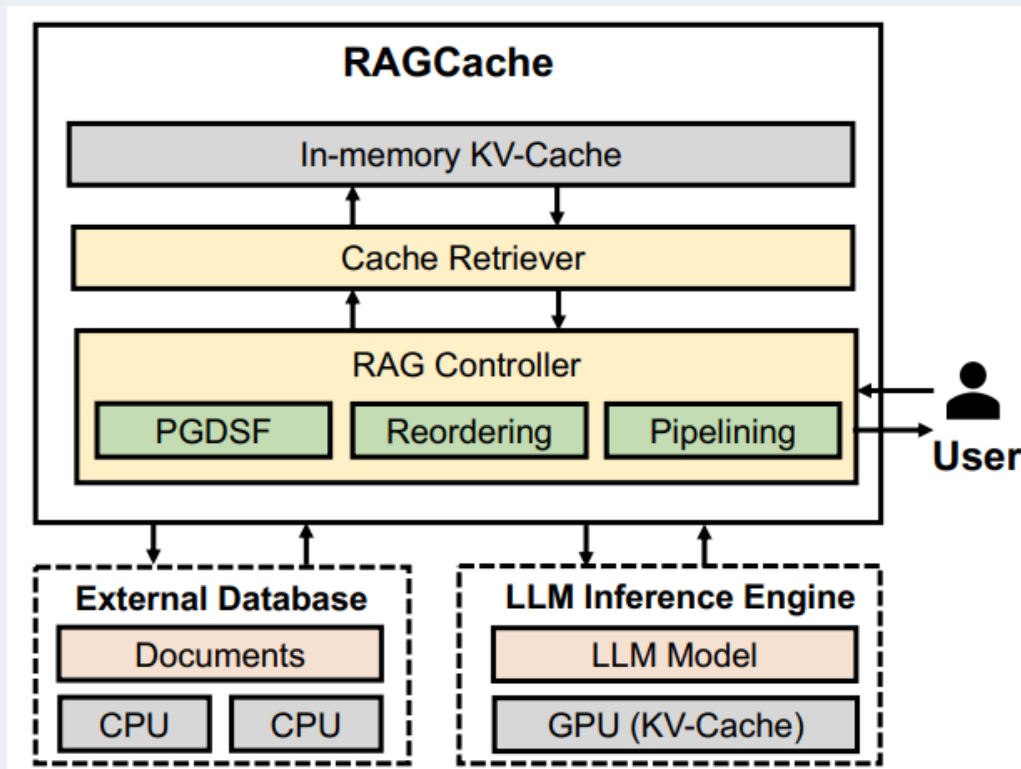 RAGCache
In-memory KV-Cache
Cache Retriever
RAG Controller
PGDSF
Reordering
Pipelining
User
External Database
Documents
CPU
CPU
LLM Inference Engine
LLM Model
GPU (KV-Cache)